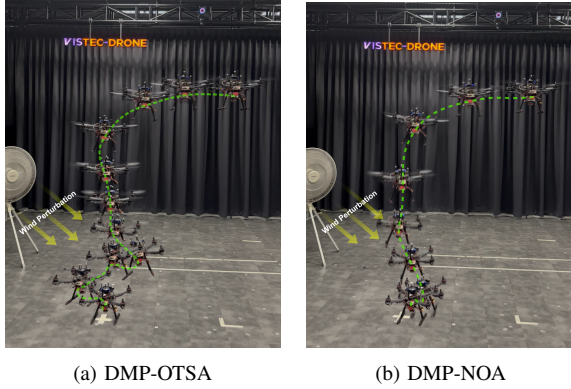 VISTEC-DRONE
Wind Perturbation
(a) DMP-OTSA
VISTEC-DRONE
Wind Perturbation
(b) DMP-NOA